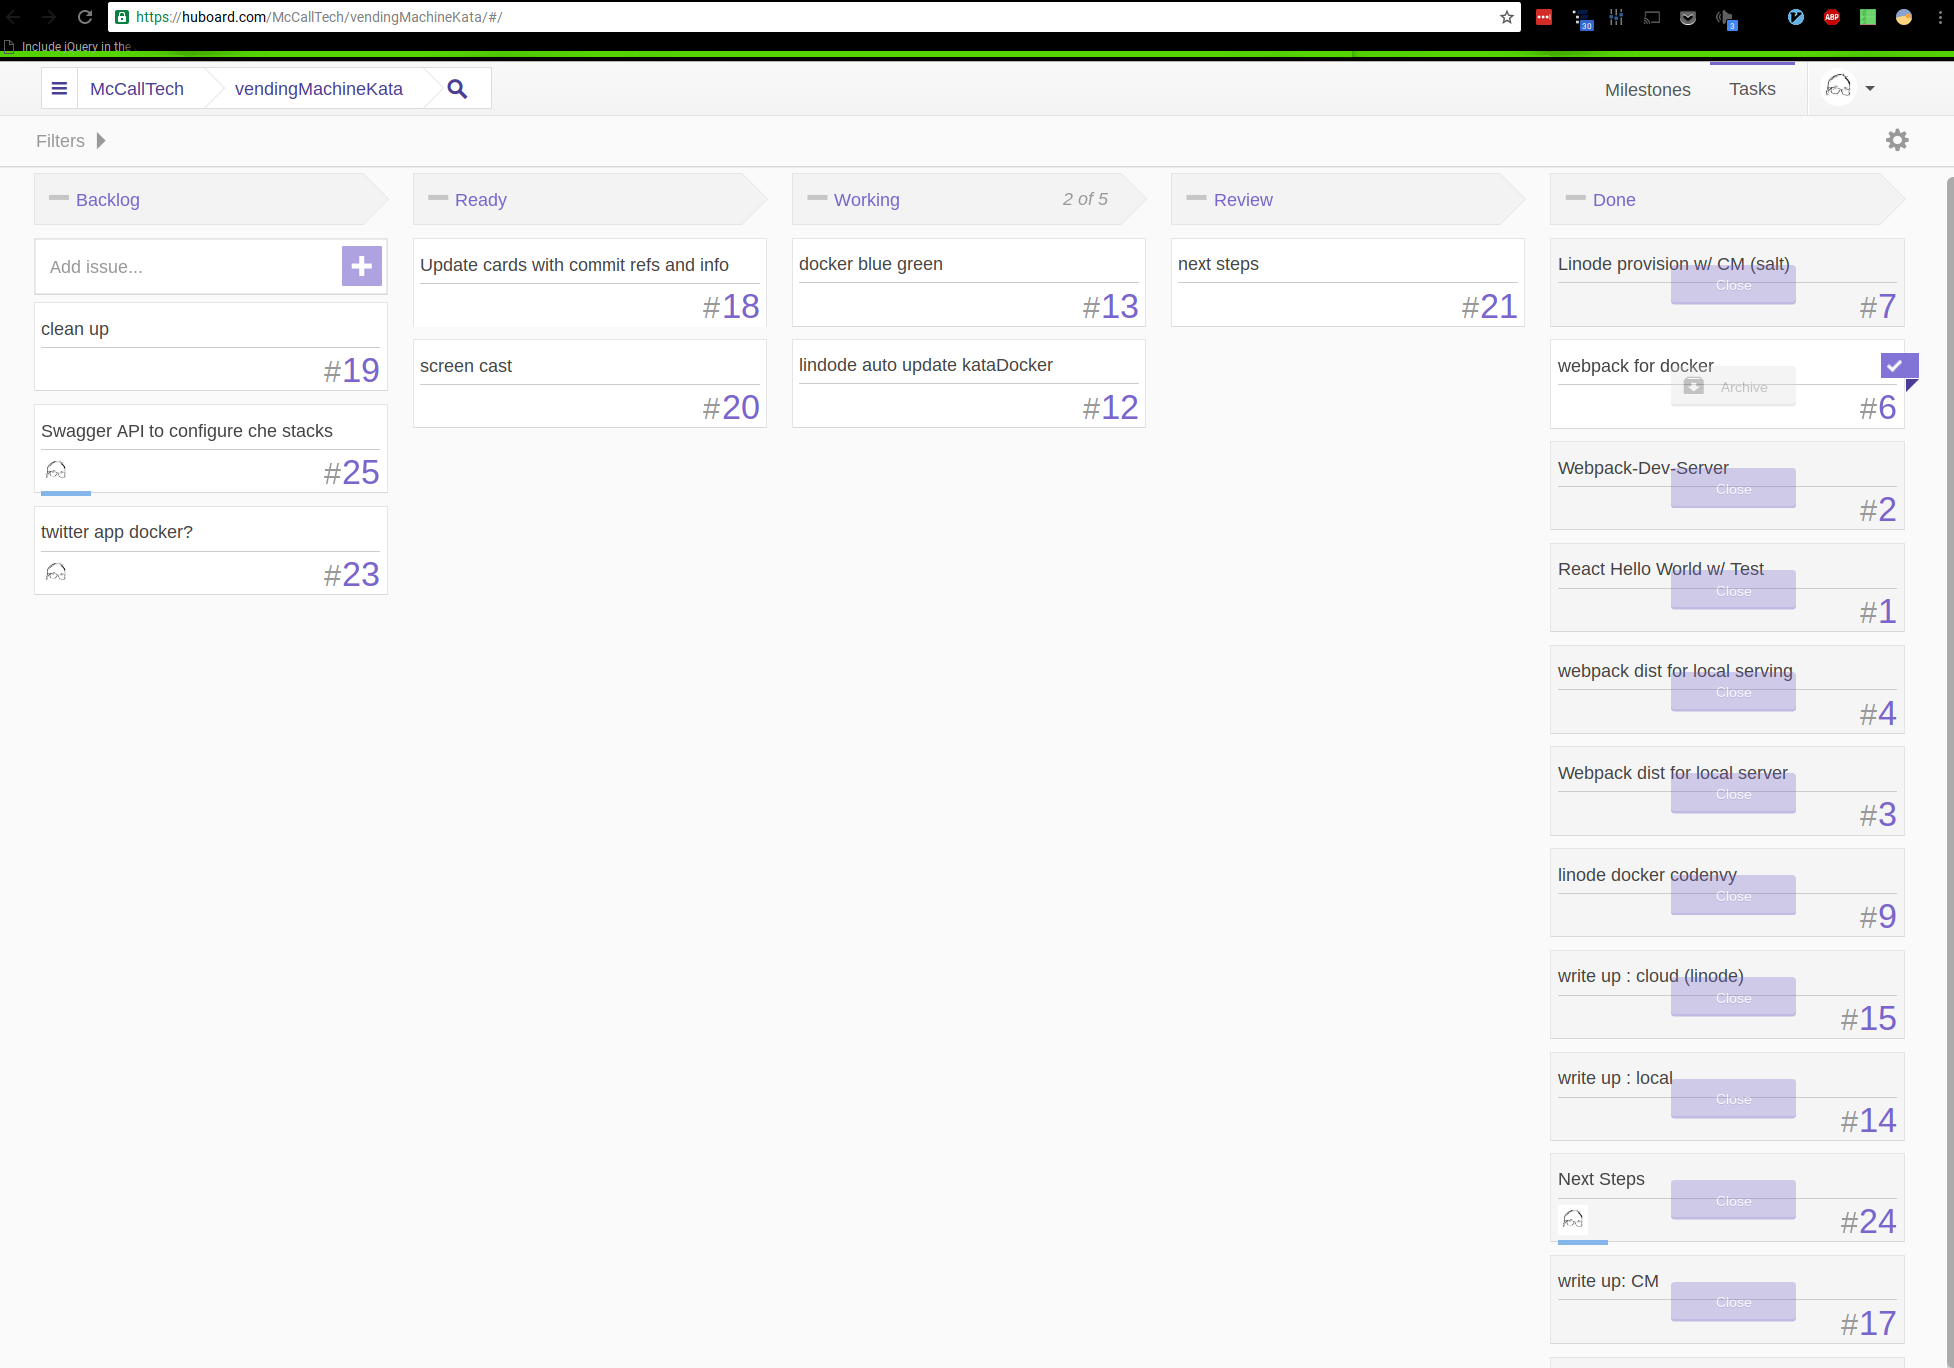 https://huboard.com/McCallTech/vendingMachineKata/#/
30
ABP
3
Include jQuery in the
McCallTech
vendingMachineKata
Milestones
Tasks
Filters
Backlog
Add issue...
clean up
#19
Swagger API to configure che stacks
#25
twitter app docker?
#23
Ready
Update cards with commit refs and info
#18
screen cast
#20
Working
2 of 5
docker blue green
#13
lindode auto update kataDocker
#12
Review
next steps
#21
Done
Linode provision w/ CM (salt)
Close
#7
webpack for docker
Archive
#6
Webpack-Dev-Server
Close
#2
React Hello World w/ Test
Close
#1
webpack dist for local serving
Close
#4
Webpack dist for local server
Close
#3
linode docker codenvy
Close
#9
write up : cloud (linode)
Close
#15
write up : local
Close
#14
Next Steps
Close
#24
write up: CM
Close
#17